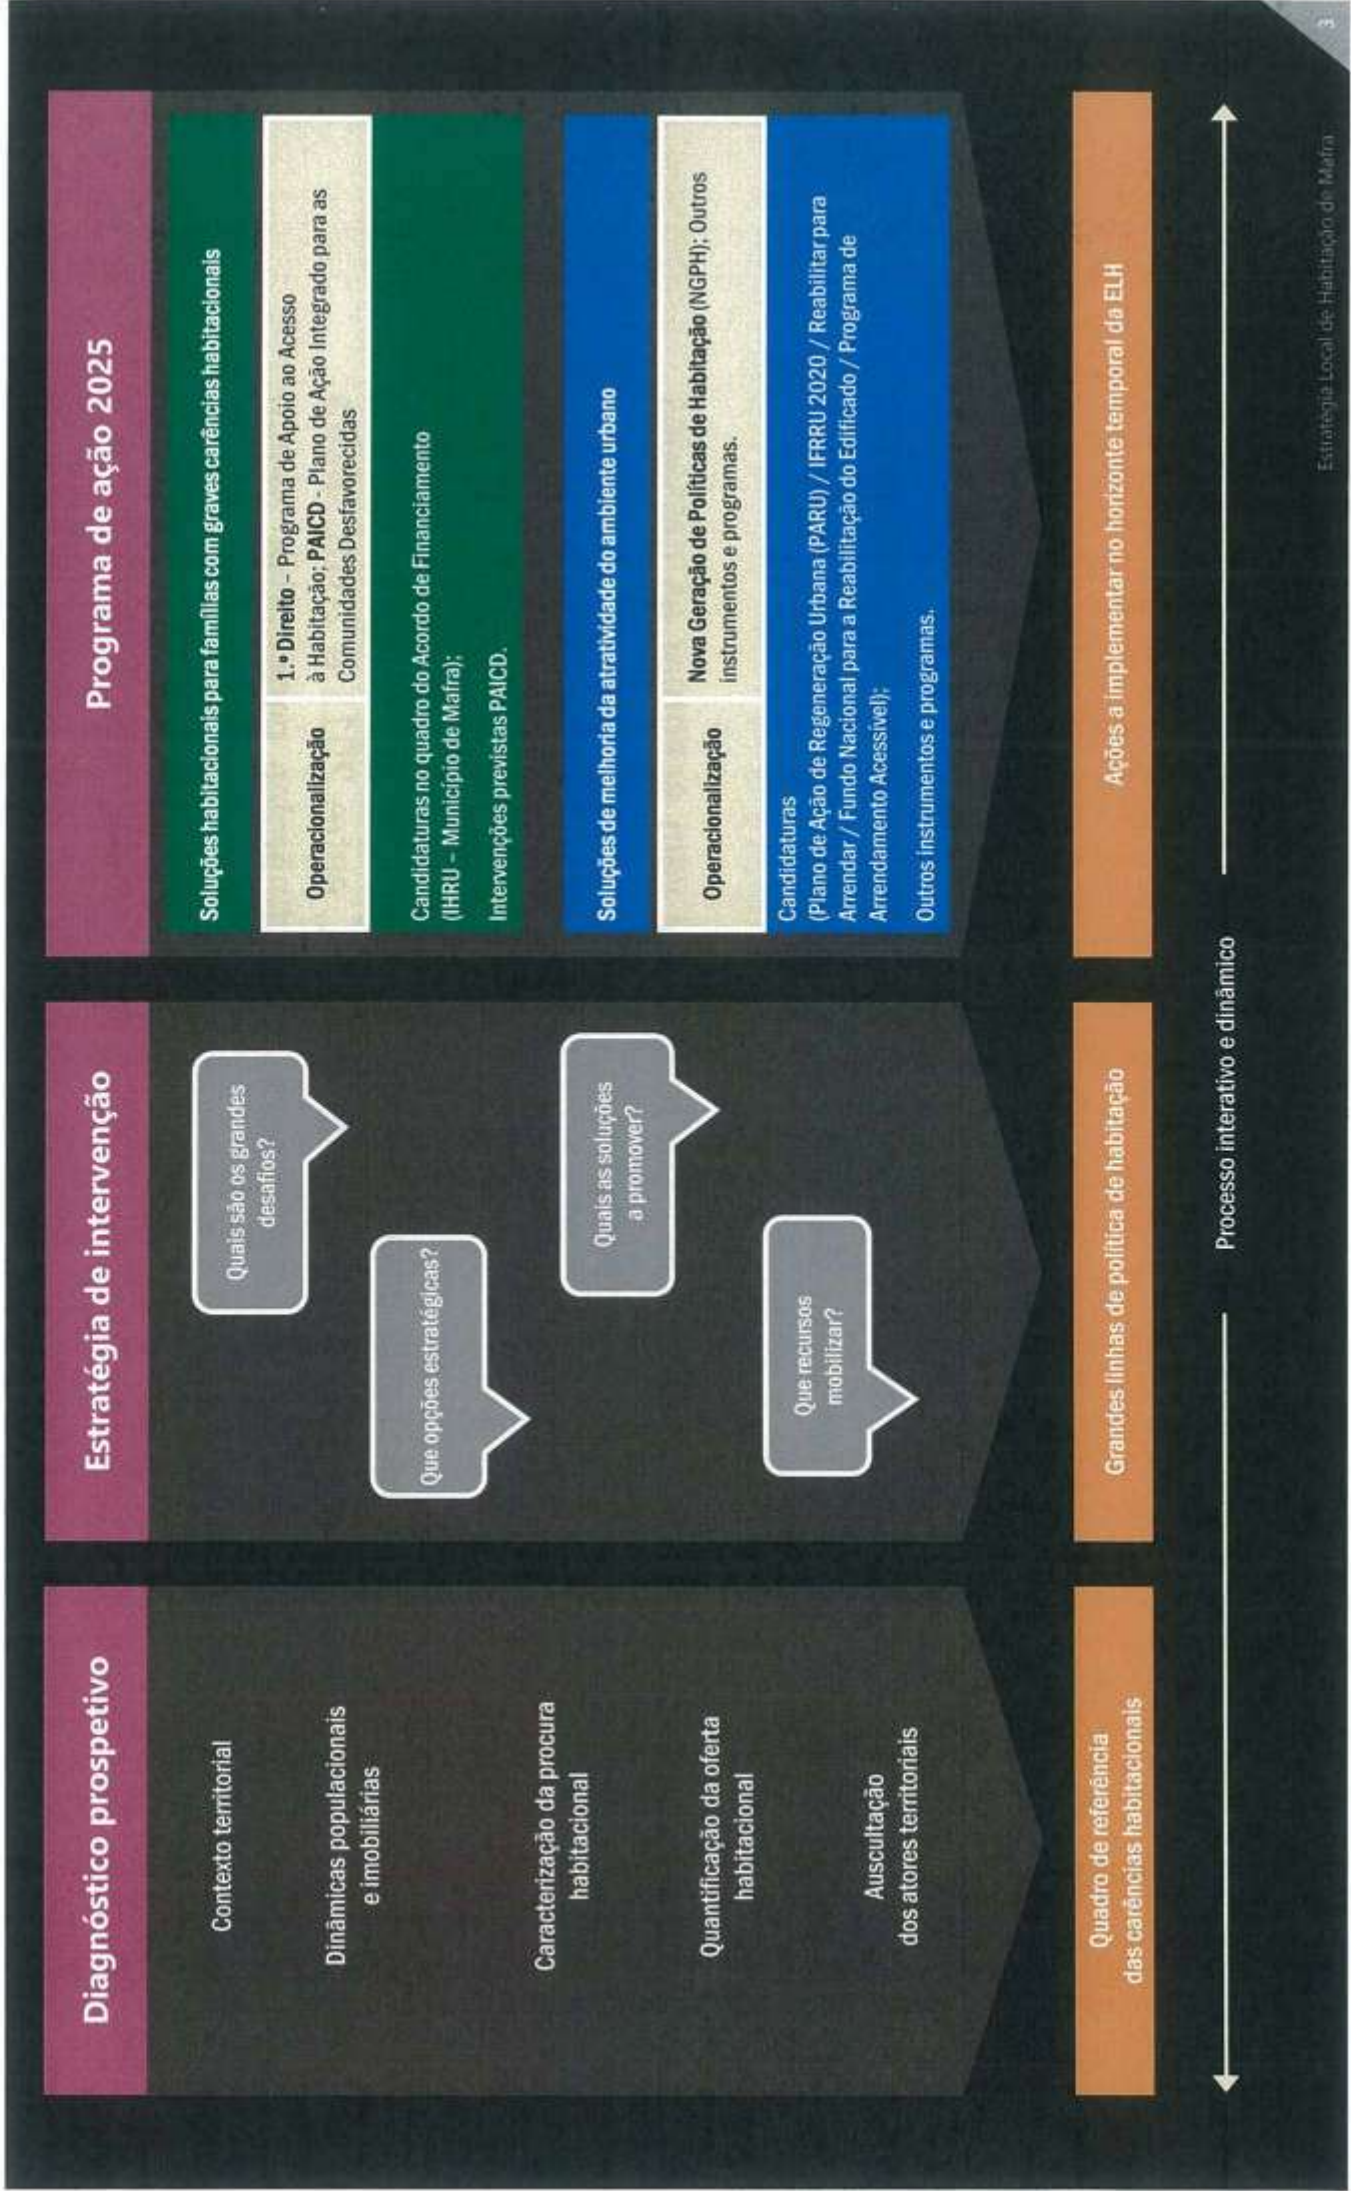 Diagnóstico prospetivo
Contexto territorial
Dinâmicas populacionais
e imobiliárias
Caracterização da procura
habitacional
Quantificação da oferta
habitacional
Auscultação
dos atores territoriais
Quadro de referência
das carências habitacionais
Estratégia de intervenção
Quais são os grandes
desafios?
Que opções estratégicas?
Quais as soluções
a promover?
Que recursos
mobilizar?
Grandes linhas de política de habitação
Programa de ação 2025
Soluções habitacionais para famílias com graves carências habitacionais
Operacionalização
1.º Direito – Programa de Apoio ao Acesso
à Habitação; PAICD - Plano de Ação Integrado para as
Comunidades Desfavorecidas
Candidaturas no quadro do Acordo de Financiamento
(IHRU – Município de Mafra);
Intervenções previstas PAICD.
Soluções de melhoria da atratividade do ambiente urbano
Operacionalização
Nova Geração de Políticas de Habitação (NGPH); Outros
instrumentos e programas.
Candidaturas
(Plano de Ação de Regeneração Urbana (PARU) / IFRRU 2020 / Reabilitar para
Arrendar / Fundo Nacional para a Reabilitação do Edificado / Programa de
Arrendamento Acessível);
Outros instrumentos e programas.
Ações a implementar no horizonte temporal da ELH
Processo interativo e dinâmico
Estratégia Local de Habitação de Mafra
3